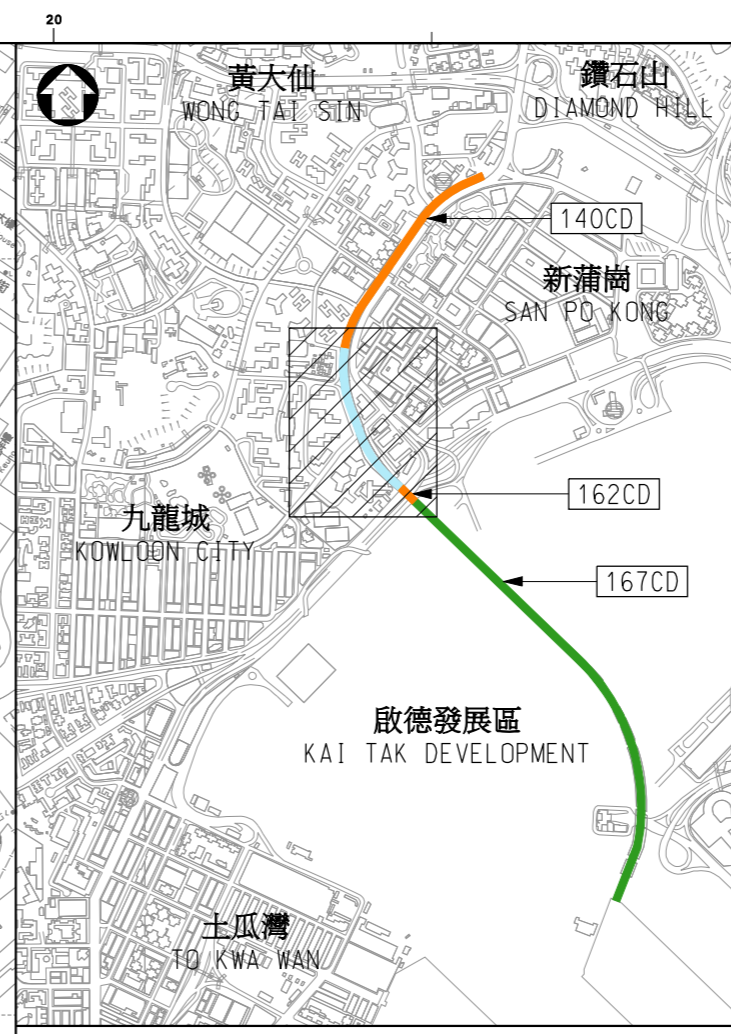 20
黃大仙
WONG TAI SIN
鑽石山
DIAMOND HILL
140CD
新蒲崗
SAN PO KONG
162CD
九龍城
KOWLOON CITY
167CD
啟德發展區
KAI TAK DEVELOPMENT
土瓜灣
TO KWA WAN